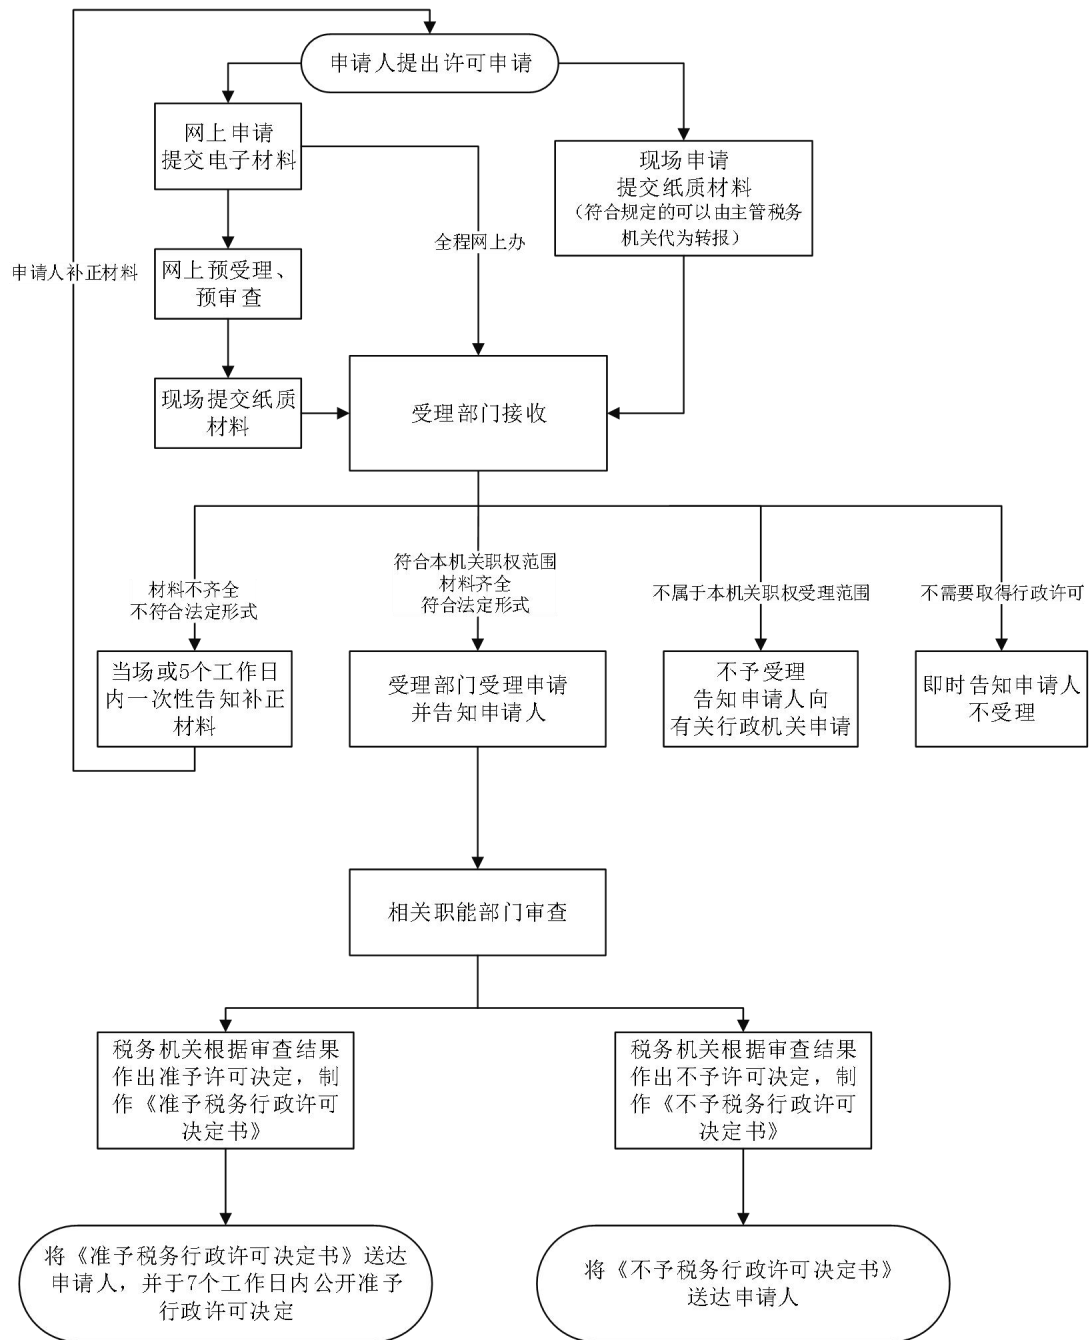 申请人提出许可申请
网上申请
提交电子材料
现场申请
提交纸质材料
（符合规定的可以由主管税务
机关代为转报）
全程网上办
申请人补正材料
网上预受理、
预审查
现场提交纸质
材料
受理部门接收
材料不齐全
不符合法定形式
符合本机关职权范围
材料齐全
符合法定形式
不属于本机关职权受理范围
不需要取得行政许可
当场或5个工作日
内一次性告知补正
材料
受理部门受理申请
并告知申请人
不予受理
告知申请人向
有关行政机关申请
即时告知申请人
不受理
相关职能部门审查
税务机关根据审查结果
作出准予许可决定，制
作《准予税务行政许可
决定书》
税务机关根据审查结果
作出不予许可决定，制
作《不予税务行政许可
决定书》
将《准予税务行政许可决定书》送达
申请人，并于7个工作日内公开准予
行政许可决定
将《不予税务行政许可决定书》
送达申请人